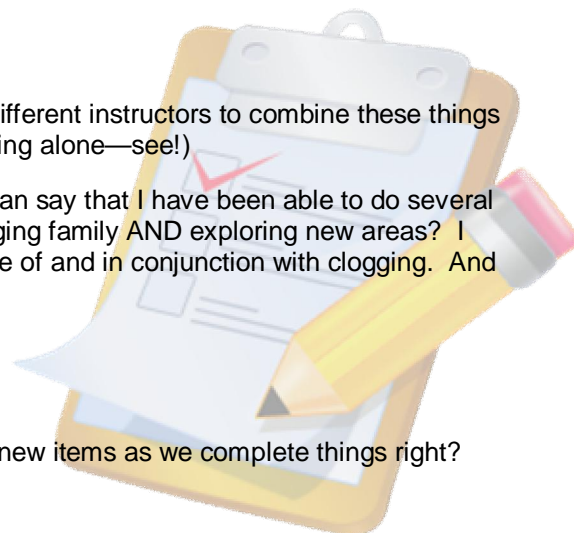 ifferent instructors to combine these things
ing alone—see!)
an say that I have been able to do several
ging family AND exploring new areas? I
e of and in conjunction with clogging. And
new items as we complete things right?